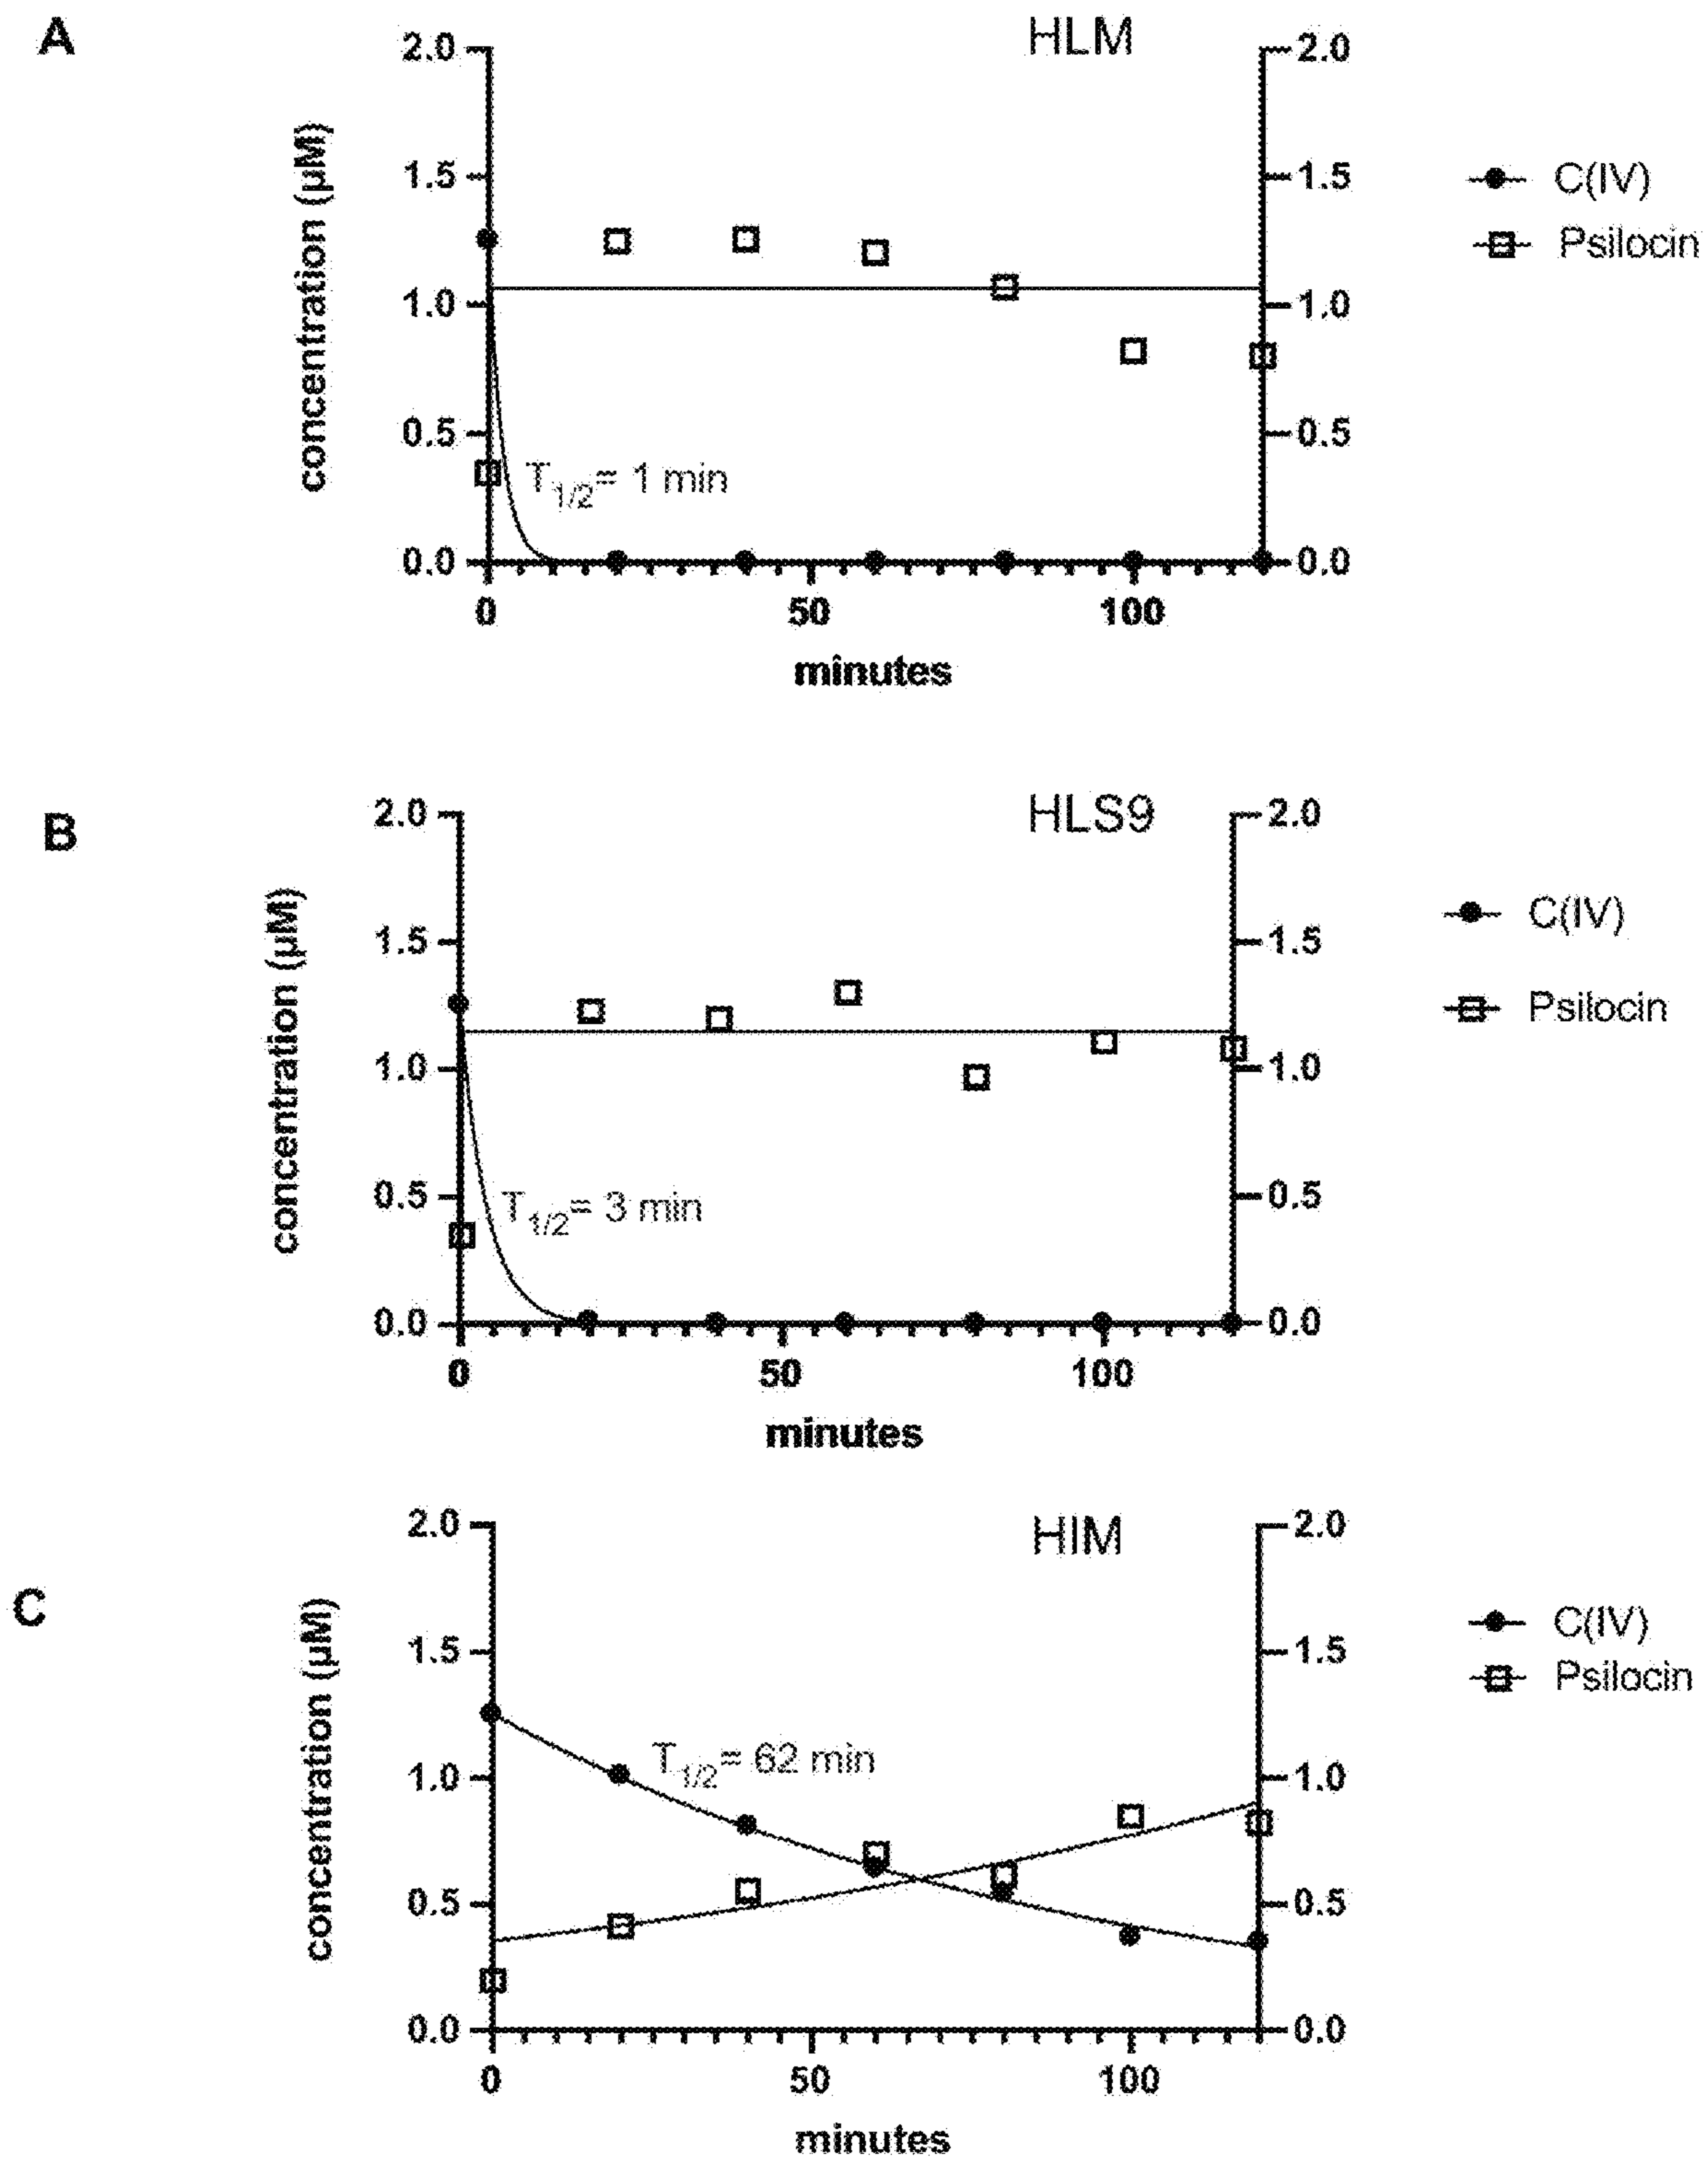 A
HLM
2.0
2.0
1.5
1.5
1.0
1.0
0.5
0.5
0.0
0.0
concentration (µM)
C(IV)
Psilocin
T1/2= 1 min
0
50
100
minutes
B
HLS9
2.0
2.0
1.5
1.5
1.0
1.0
0.5
0.5
0.0
0.0
concentration (µM)
C(IV)
Psilocin
T1/2= 3 min
0
50
100
minutes
C
HIM
2.0
2.0
1.5
1.5
1.0
1.0
0.5
0.5
0.0
0.0
concentration (µM)
C(IV)
Psilocin
T1/2= 62 min
0
50
100
minutes